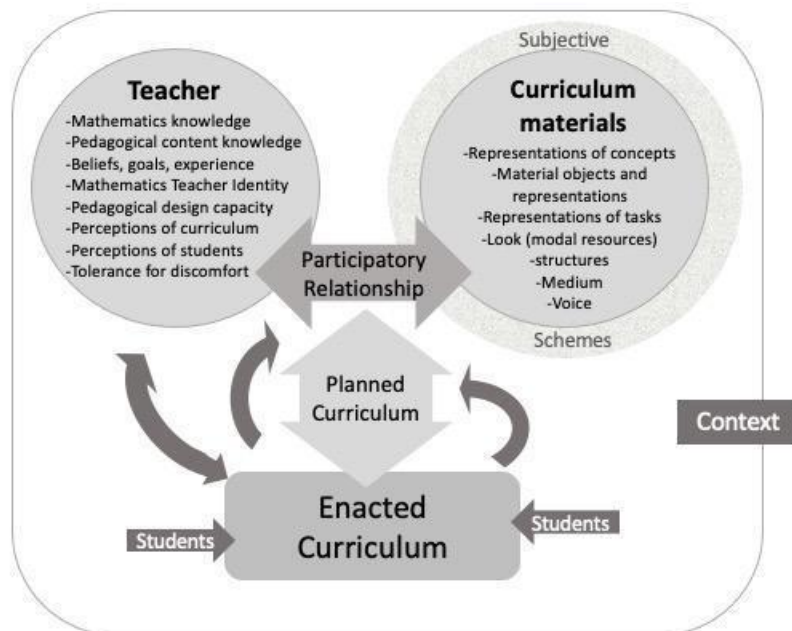 Subjective
Teacher
-Mathematics knowledge
-Pedagogical content knowledge
-Beliefs, goals, experience
-Mathematics Teacher Identity
-Pedagogical design capacity
-Perceptions of curriculum
-Perceptions of students
-Tolerance for discomfort
Curriculum
materials
-Representations of concepts
-Material objects and
representations
-Representations of tasks
-Look (modal resources)
-structures
-Medium
-Voice
Schemes
Participatory
Relationship
Planned
Curriculum
Context
Enacted
Curriculum
Students
Students